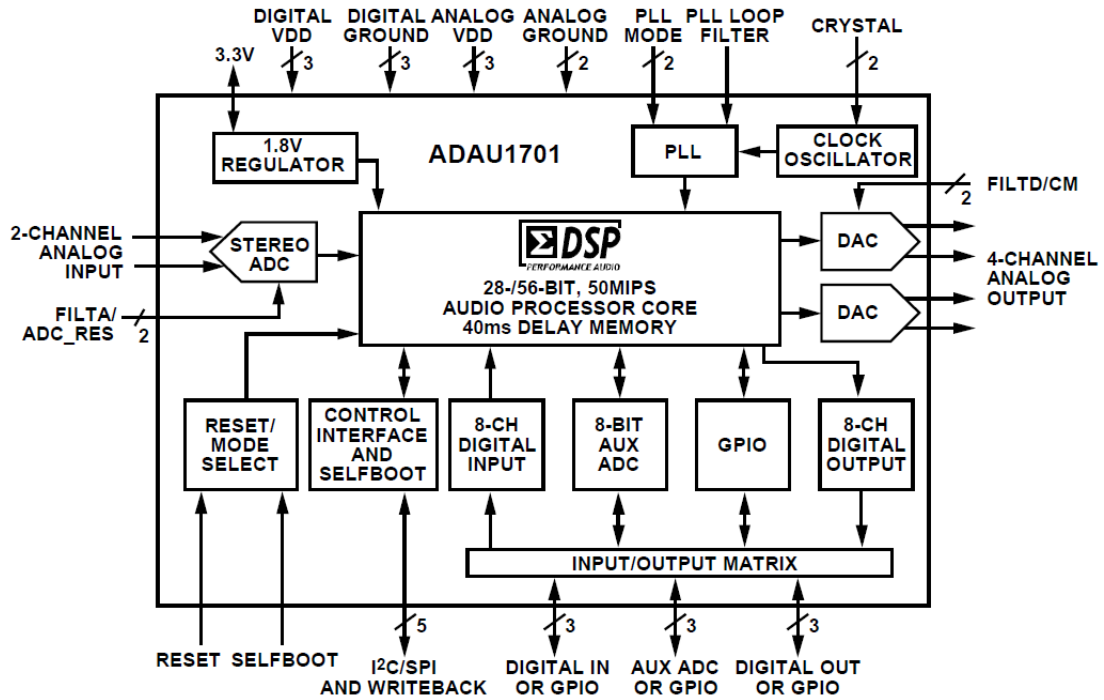 DIGITAL
VDD
DIGITAL
GROUND
ANALOG
VDD
ANALOG
GROUND
PLL
MODE
PLL LOOP
FILTER
CRYSTAL
3.3V
3
3
3
2
2
2
1.8V
REGULATOR
ADAU1701
PLL
CLOCK
OSCILLATOR
2
FILTD/CM
2-CHANNEL
ANALOG
INPUT
STEREO
ADC
FILTA/
ADC_RES
2
Σ DSP
PERFORMANCE AUDIO
28-/56-BIT, 50MIPS
AUDIO PROCESSOR CORE
40ms DELAY MEMORY
DAC
DAC
4-CHANNEL
ANALOG
OUTPUT
RESET/
MODE
SELECT
CONTROL
INTERFACE
AND
SELFBOOT
8-CH
DIGITAL
INPUT
8-BIT
AUX
ADC
GPIO
8-CH
DIGITAL
OUTPUT
INPUT/OUTPUT MATRIX
5
3
3
3
RESET
SELFBOOT
I²C/SPI
AND WRITEBACK
DIGITAL IN
OR GPIO
AUX ADC
OR GPIO
DIGITAL OUT
OR GPIO